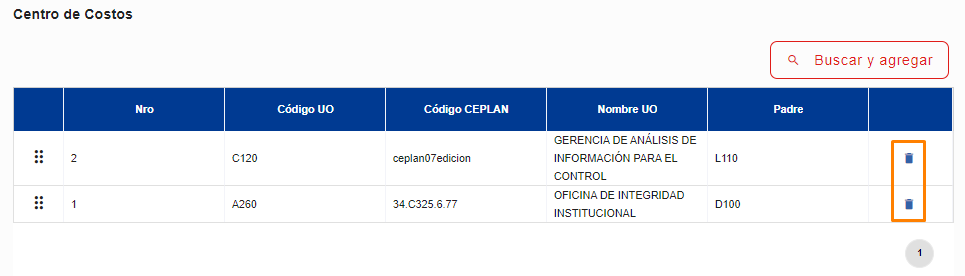 Centro de Costos
Buscar y agregar
Nro Código UO Código CEPLAN Nombre UO Padre
2 C120 ceplan07edicion GERENCIA DE ANÁLISIS DE INFORMACIÓN PARA EL CONTROL L110
1 A260 34.C325.6.77 OFICINA DE INTEGRIDAD INSTITUCIONAL D100
1